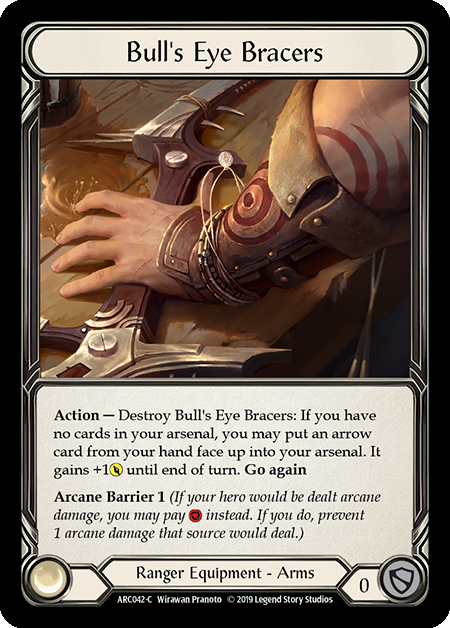 Bull's Eye Bracers
Action — Destroy Bull's Eye Bracers: If you have
no cards in your arsenal, you may put an arrow
card from your hand face up into your arsenal. It
gains +1 until end of turn. Go again
Arcane Barrier 1 (If your hero would be dealt arcane
damage, you may pay instead. If you do, prevent
1 arcane damage that source would deal.)
Ranger Equipment - Arms
0
ARC042-C Wirawan Pranoto © 2019 Legend Story Studios